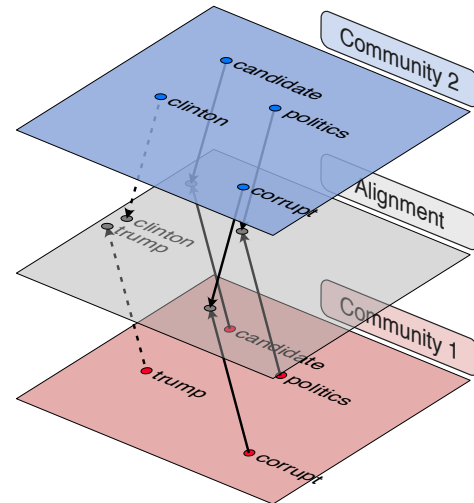 Community 2
candidate
clinton
politics
corrupt
Alignment
clinton
trump
Community 1
candidate
trump
politics
corrupt